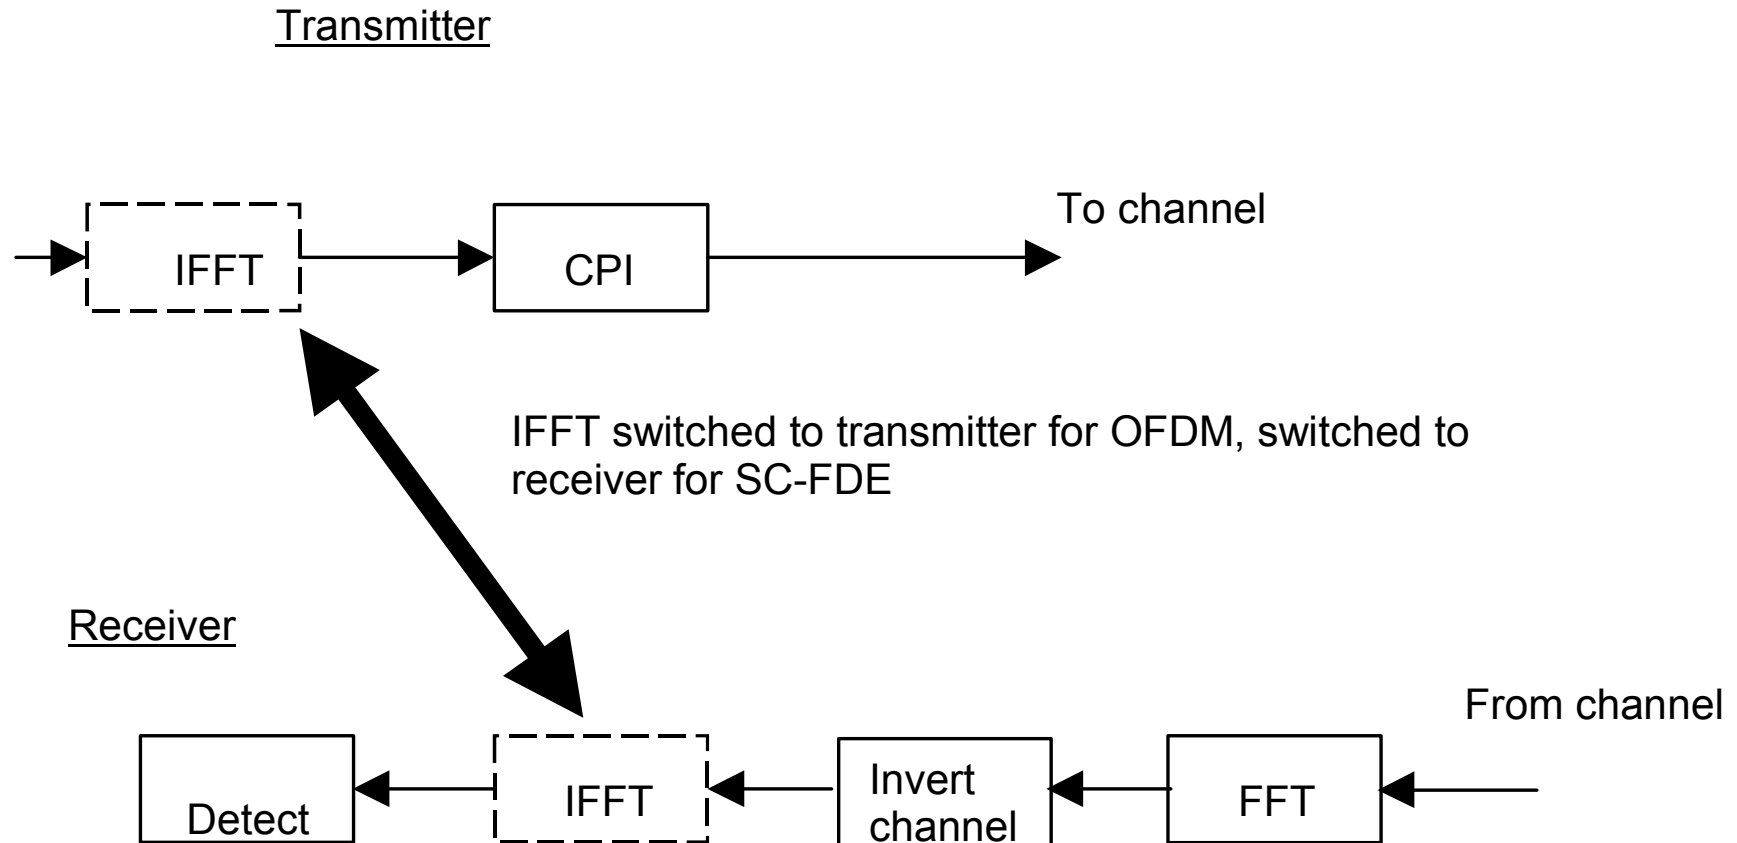 Transmitter
To channel
IFFT
CPI
IFFT switched to transmitter for OFDM, switched to
receiver for SC-FDE
Receiver
From channel
Detect
IFFT
Invert
channel
FFT